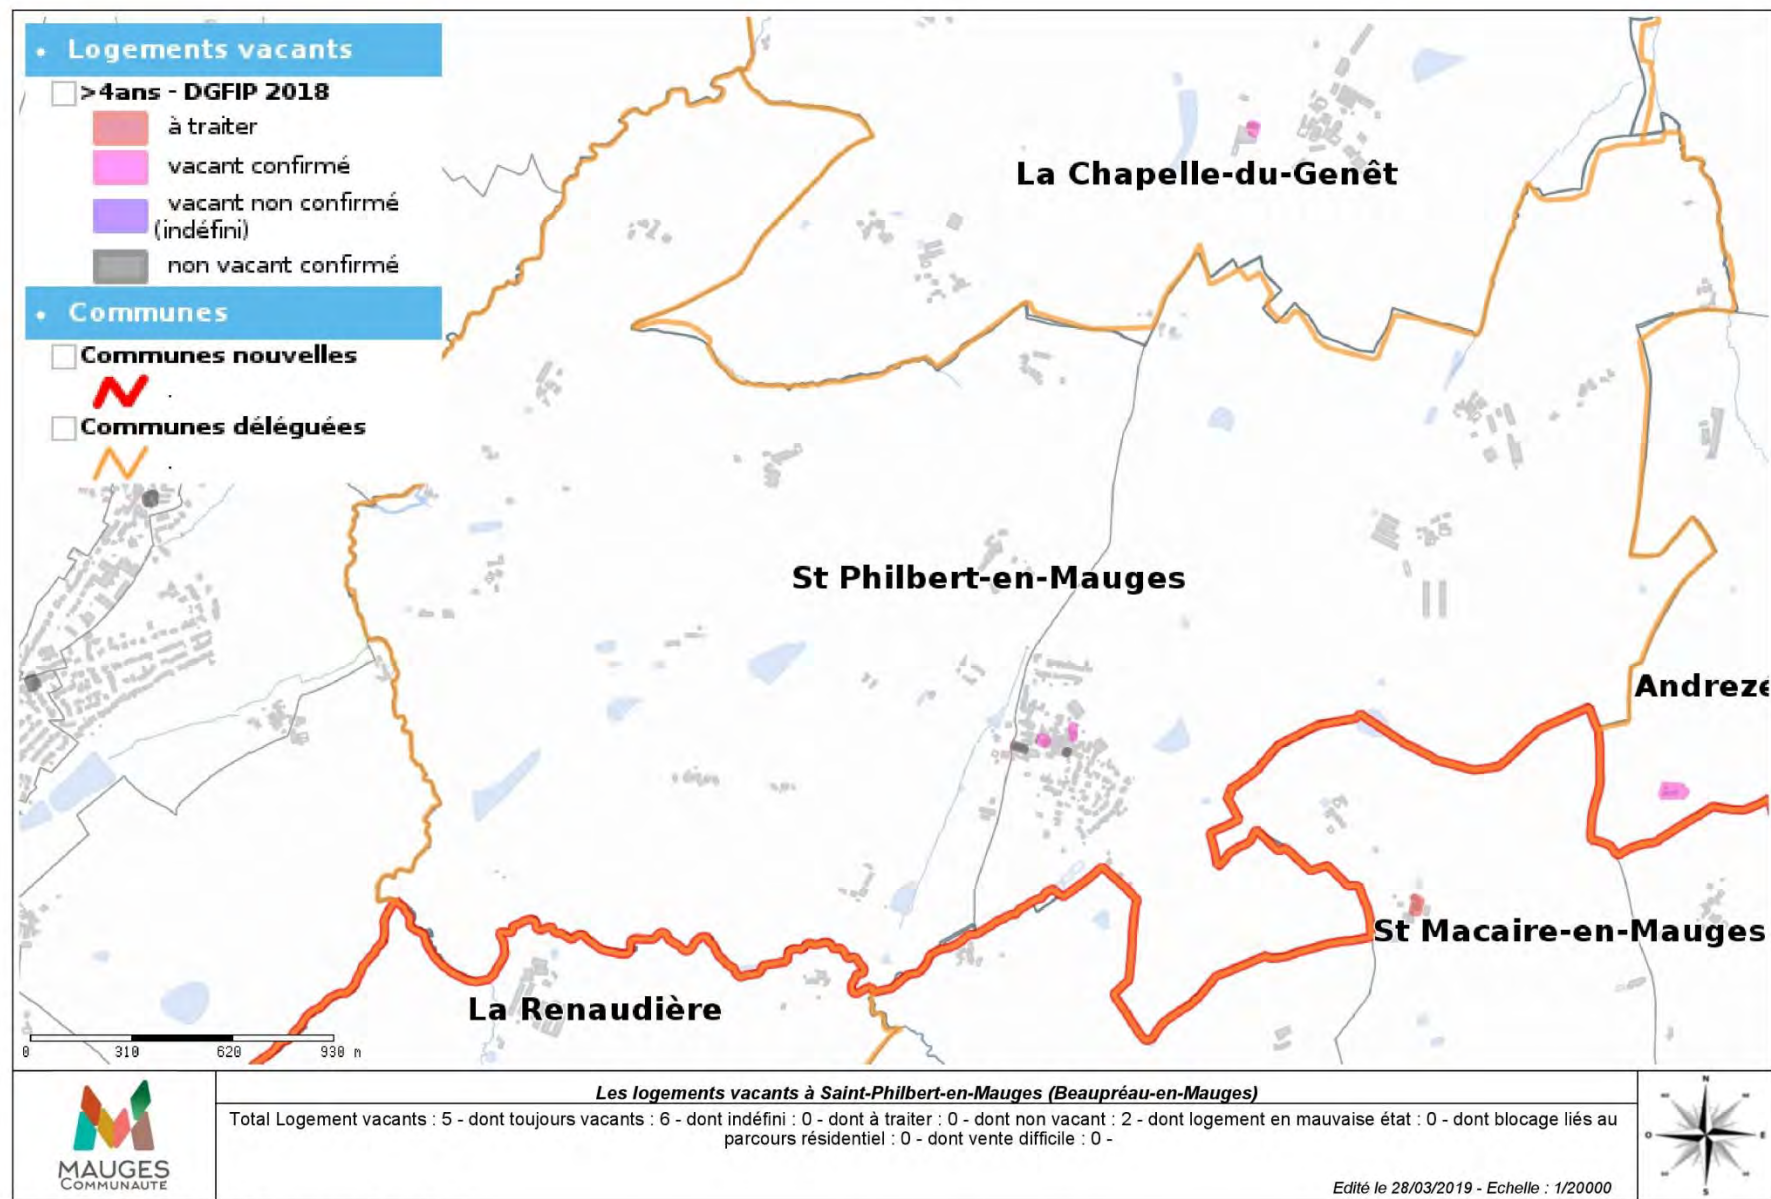 • Logements vacants
>4ans - DGFIP 2018
à traiter
vacant confirmé
vacant non confirmé
(indéfini)
non vacant confirmé
• Communes
Communes nouvelles
.
Communes déléguées
.
La Chapelle-du-Genêt
St Philbert-en-Mauges
Andreze
St Macaire-en-Mauges
La Renaudière
0 310 620 930 m
MAUGES
COMMUNAUTÉ
Les logements vacants à Saint-Philbert-en-Mauges (Beaupréau-en-Mauges)
Total Logement vacants : 5 - dont toujours vacants : 6 - dont indéfini : 0 - dont à traiter : 0 - dont non vacant : 2 - dont logement en mauvaise état : 0 - dont blocage liés au
parcours résidentiel : 0 - dont vente difficile : 0 -
Edité le 28/03/2019 - Echelle : 1/20000
N
O E
S